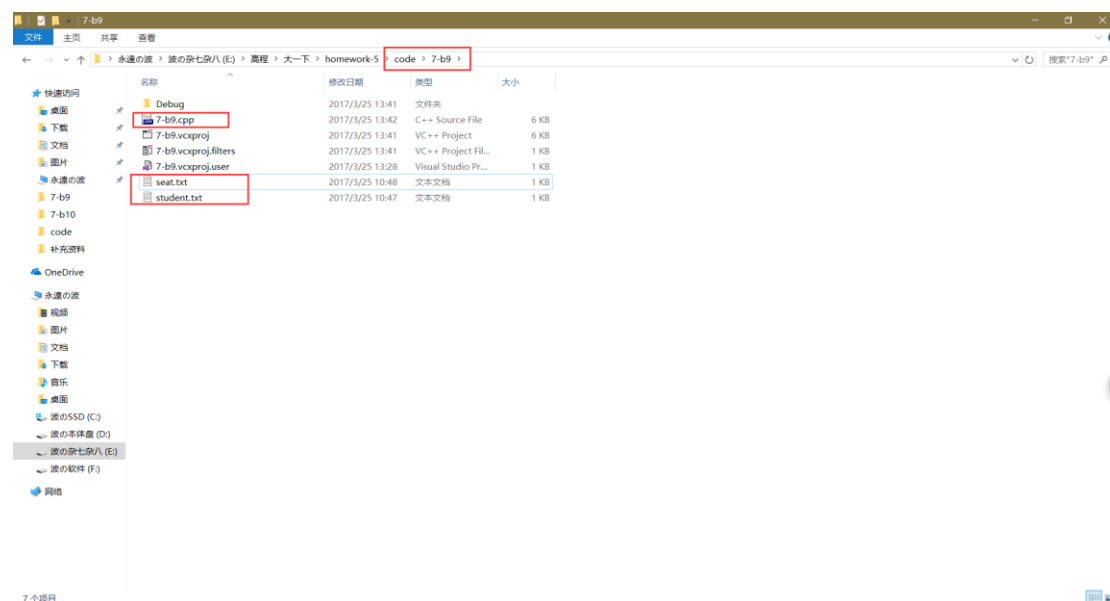 7-b9
文件 主页 共享 查看
永遠の波 > 波の杂七杂八 (E:) > 高程 > 大一下 > homework-5 > code > 7-b9 >
搜索"7-b9"
名称 修改日期 类型 大小
快速访问
桌面
下载
文档
图片
永遠の波
7-b9
7-b10
code
补充资料
OneDrive
永遠の波
视频
图片
文档
下载
音乐
桌面
波のSSD (C:)
波の本体盘 (D:)
波の杂七杂八 (E:)
波の软件 (F:)
网络
Debug 2017/3/25 13:41 文件夹
7-b9.cpp 2017/3/25 13:42 C++ Source File 6 KB
7-b9.vcxproj 2017/3/25 13:41 VC++ Project 6 KB
7-b9.vcxproj.filters 2017/3/25 13:41 VC++ Project Fil... 1 KB
7-b9.vcxproj.user 2017/3/25 13:28 Visual Studio Pr... 1 KB
seat.txt 2017/3/25 10:48 文本文档 1 KB
student.txt 2017/3/25 10:47 文本文档 1 KB
7 个项目